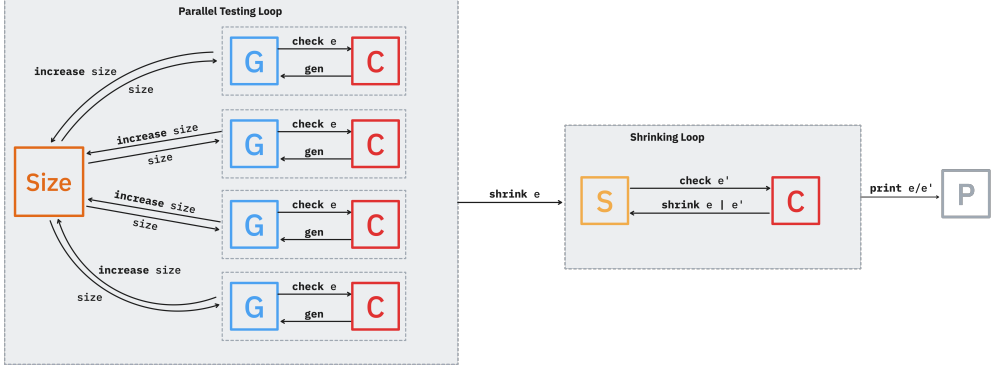 Parallel Testing Loop
G
check e
gen
C
increase size
size
G
check e
gen
C
increase size
size
Size
increase size
size
G
check e
gen
C
increase size
size
G
check e
gen
C
shrink e
Shrinking Loop
S
check e'
shrink e | e'
C
print e/e'
P